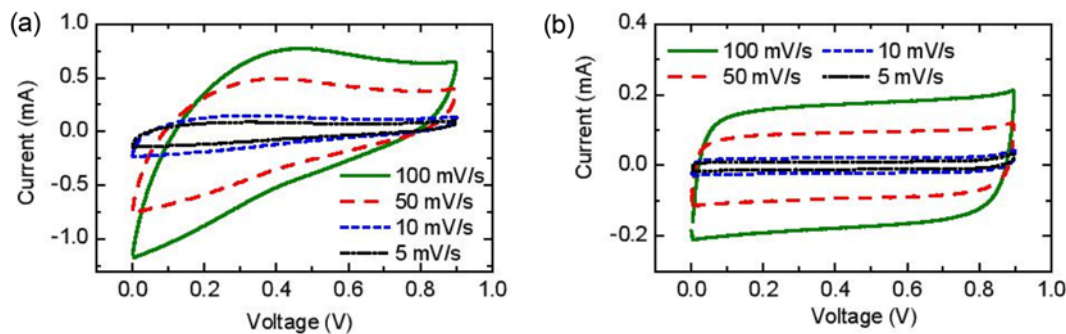 (a)
Current (mA)
1.0
0.5
0.0
-0.5
-1.0
100 mV/s
50 mV/s
10 mV/s
5 mV/s
0.0 0.2 0.4 0.6 0.8 1.0
Voltage (V)
(b)
Current (mA)
0.4
0.2
0.0
-0.2
100 mV/s 10 mV/s
50 mV/s 5 mV/s
0.0 0.2 0.4 0.6 0.8 1.0
Voltage (V)